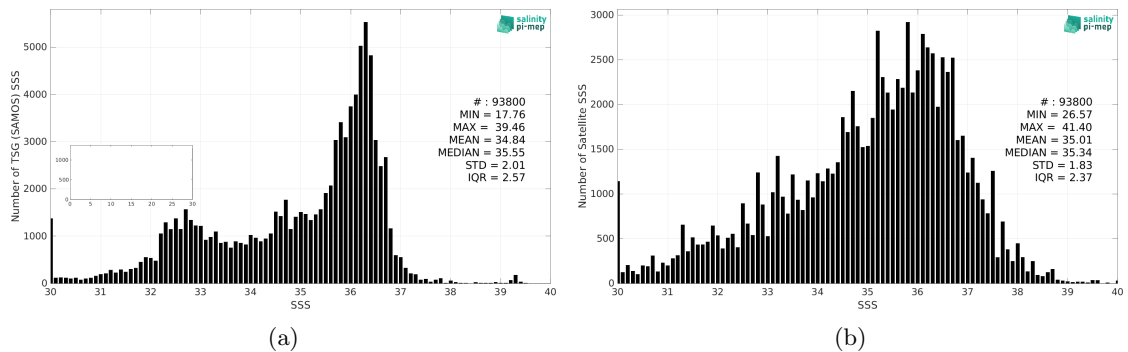 salinity
pi-mep
Number of TSG (SAMOS) SSS
5000
4000
3000
2000
1000
0
# : 93800
MIN = 17.76
MAX = 39.46
MEAN = 34.84
MEDIAN = 35.55
STD = 2.01
IQR = 2.57
1000
500
0
0 5 10 15 20 25 30
30 31 32 33 34 35 36 37 38 39 40
SSS
(a)
salinity
pi-mep
Number of Satellite SSS
3000
2500
2000
1500
1000
500
0
# : 93800
MIN = 26.57
MAX = 41.40
MEAN = 35.01
MEDIAN = 35.34
STD = 1.83
IQR = 2.37
30 31 32 33 34 35 36 37 38 39 40
SSS
(b)